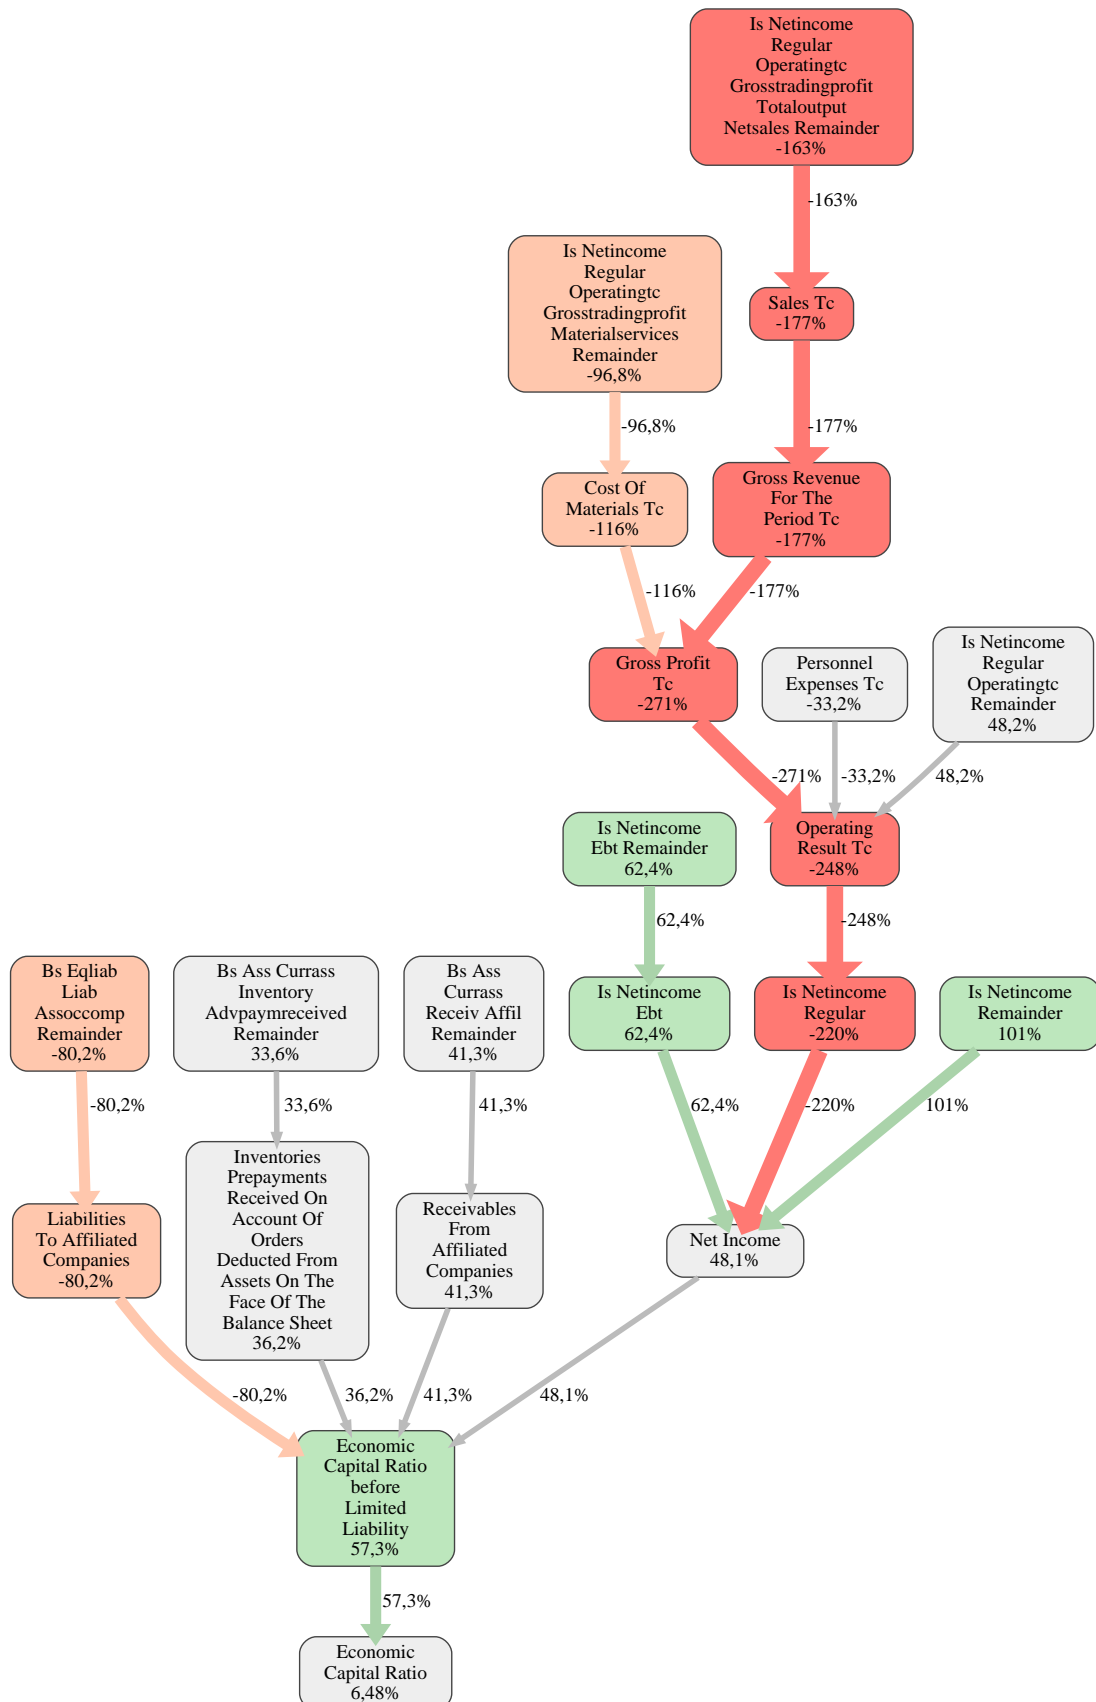 Is Netincome
Regular
Operatingtc
Grosstradingprofit
Totaloutput
Netsales Remainder
-163%
-163%
Is Netincome
Regular
Operatingtc
Grosstradingprofit
Materialservices
Remainder
-96,8%
Sales Tc
-177%
-96,8%
-177%
Cost Of
Materials Tc
-116%
Gross Revenue
For The
Period Tc
-177%
-116%
-177%
Gross Profit
Tc
-271%
Personnel
Expenses Tc
-33,2%
Is Netincome
Regular
Operatingtc
Remainder
48,2%
-271%
-33,2%
48,2%
Is Netincome
Ebt Remainder
62,4%
Operating
Result Tc
-248%
62,4%
-248%
Bs Eqliab
Liab
Assoccomp
Remainder
-80,2%
Bs Ass Currass
Inventory
Advpaymreceived
Remainder
33,6%
Bs Ass
Currass
Receiv Affil
Remainder
41,3%
Is Netincome
Ebt
62,4%
Is Netincome
Regular
-220%
Is Netincome
Remainder
101%
-80,2%
33,6%
41,3%
62,4%
-220%
101%
Liabilities
To Affiliated
Companies
-80,2%
Inventories
Prepayments
Received On
Account Of
Orders
Deducted From
Assets On The
Face Of The
Balance Sheet
36,2%
Receivables
From
Affiliated
Companies
41,3%
Net Income
48,1%
-80,2%
36,2%
41,3%
48,1%
Economic
Capital Ratio
before
Limited
Liability
57,3%
57,3%
Economic
Capital Ratio
6,48%